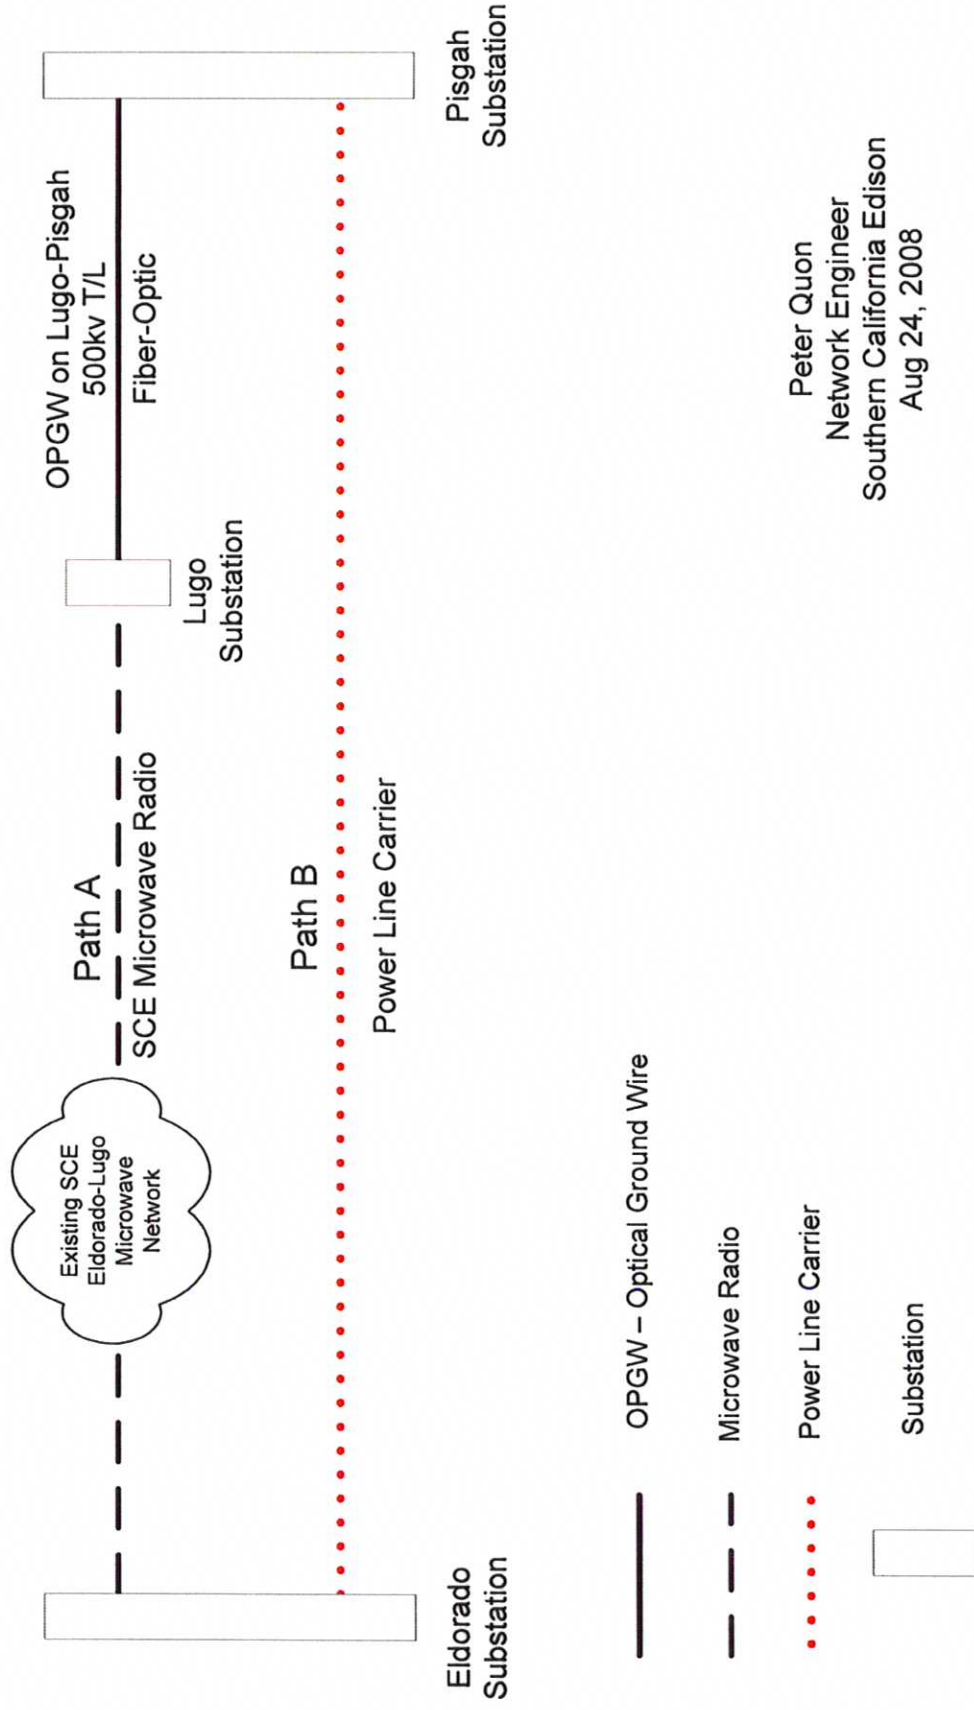 OPGW on Lugo-Pisgah
500kv T/L
Fiber-Optic
Path A
SCE Microwave Radio
Existing SCE
Eldorado-Lugo
Microwave
Network
Lugo
Substation
Path B
Power Line Carrier
Eldorado
Substation
Pisgah
Substation
OPGW – Optical Ground Wire
Microwave Radio
Power Line Carrier
Substation
Peter Quon
Network Engineer
Southern California Edison
Aug 24, 2008